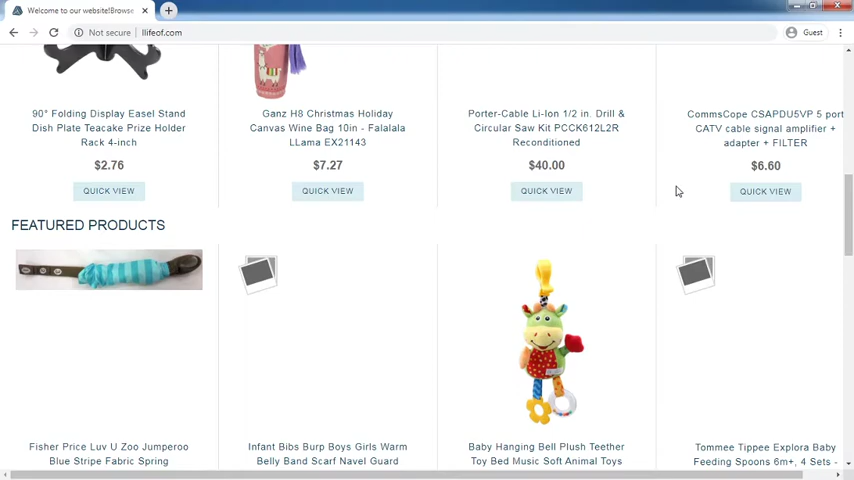 Welcome to our website!Browse
Not secure | llifeof.com
Guest
90° Folding Display Easel Stand
Dish Plate Teacake Prize Holder
Rack 4-inch
$2.76
QUICK VIEW
Ganz H8 Christmas Holiday
Canvas Wine Bag 10in - Falalala
LLama EX21143
$7.27
QUICK VIEW
Porter-Cable Li-Ion 1/2 in. Drill &
Circular Saw Kit PCCK612L2R
Reconditioned
$40.00
QUICK VIEW
CommsCope CSAPDU5VP 5 port
CATV cable signal amplifier +
adapter + FILTER
$6.60
QUICK VIEW
FEATURED PRODUCTS
Fisher Price Luv U Zoo Jumperoo
Blue Stripe Fabric Spring
Infant Bibs Burp Boys Girls Warm
Belly Band Scarf Navel Guard
Baby Hanging Bell Plush Teether
Toy Bed Music Soft Animal Toys
Tommee Tippee Explora Baby
Feeding Spoons 6m+, 4 Sets -